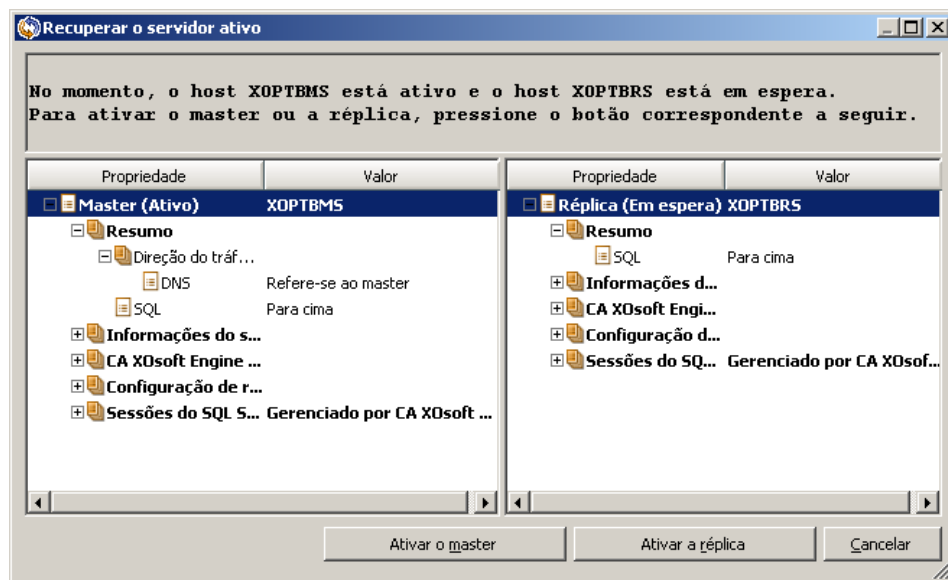 Recuperar o servidor ativo
No momento, o host XOPTBMS está ativo e o host XOPTBRS está em espera.
Para ativar o master ou a réplica, pressione o botão correspondente a seguir.
Propriedade Valor
Master (Ativo) XOPTBMS
Resumo
Direção do tráf...
DNS Refere-se ao master
SQL Para cima
Informações do s...
CA XOsoft Engine ...
Configuração de r...
Sessões do SQL S... Gerenciado por CA XOsoft ...
Propriedade Valor
Réplica (Em espera) XOPTBRS
Resumo
SQL Para cima
Informações d...
CA XOsoft Engi...
Configuração d...
Sessões do SQ... Gerenciado por CA XOsof...
Ativar o master Ativar a réplica Cancelar